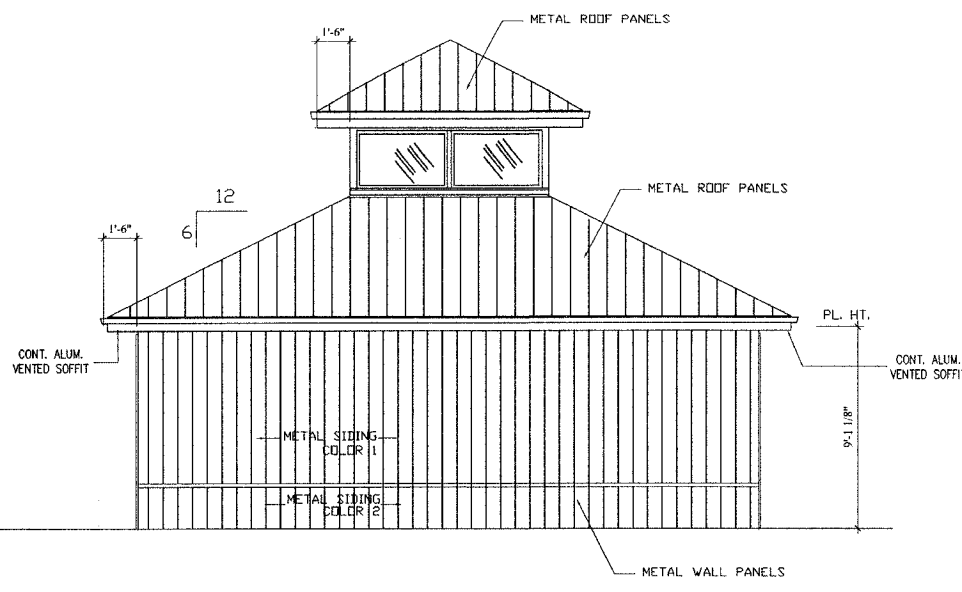 METAL ROOF PANELS
1'-6"
METAL ROOF PANELS
12
6
1'-6"
PL. HT.
CONT. ALUM.
VENTED SOFFIT
CONT. ALUM.
VENTED SOFFIT
9'-1 1/8"
METAL SIDING
COLOR 1
METAL SIDING
COLOR 2
METAL WALL PANELS